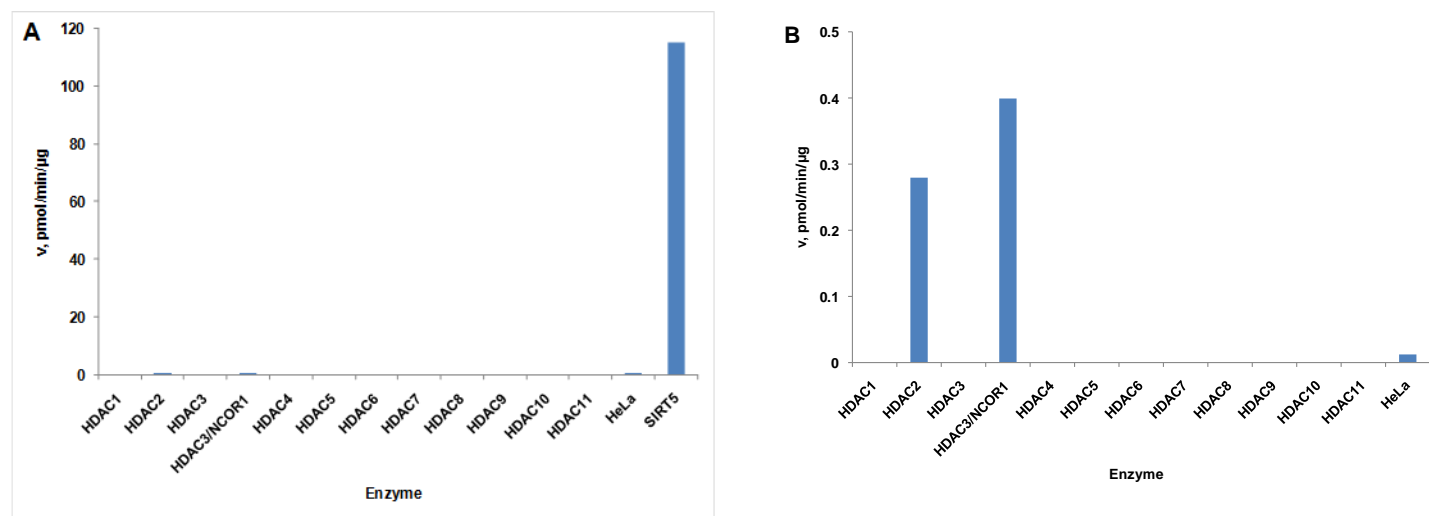 A
120
100
80
60
40
20
0
v, pmol/min/µg
HDAC1
HDAC2
HDAC3
HDAC3/NCOR1
HDAC4
HDAC5
HDAC6
HDAC7
HDAC8
HDAC9
HDAC10
HDAC11
HeLa
SIRT5
Enzyme
B
0.5
0.4
0.3
0.2
0.1
0
v, pmol/min/µg
HDAC1
HDAC2
HDAC3
HDAC3/NCOR1
HDAC4
HDAC5
HDAC6
HDAC7
HDAC8
HDAC9
HDAC10
HDAC11
HeLa
Enzyme